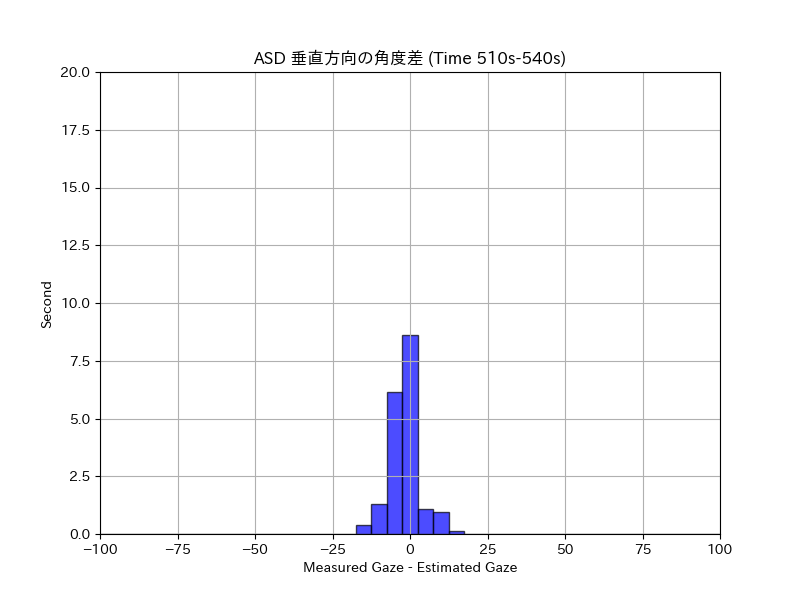 ASD 垂直方向の角度差 (Time 510s-540s)
20.0
17.5
15.0
12.5
10.0
7.5
5.0
2.5
0.0
Second
−100 −75 −50 −25 0 25 50 75 100
Measured Gaze - Estimated Gaze